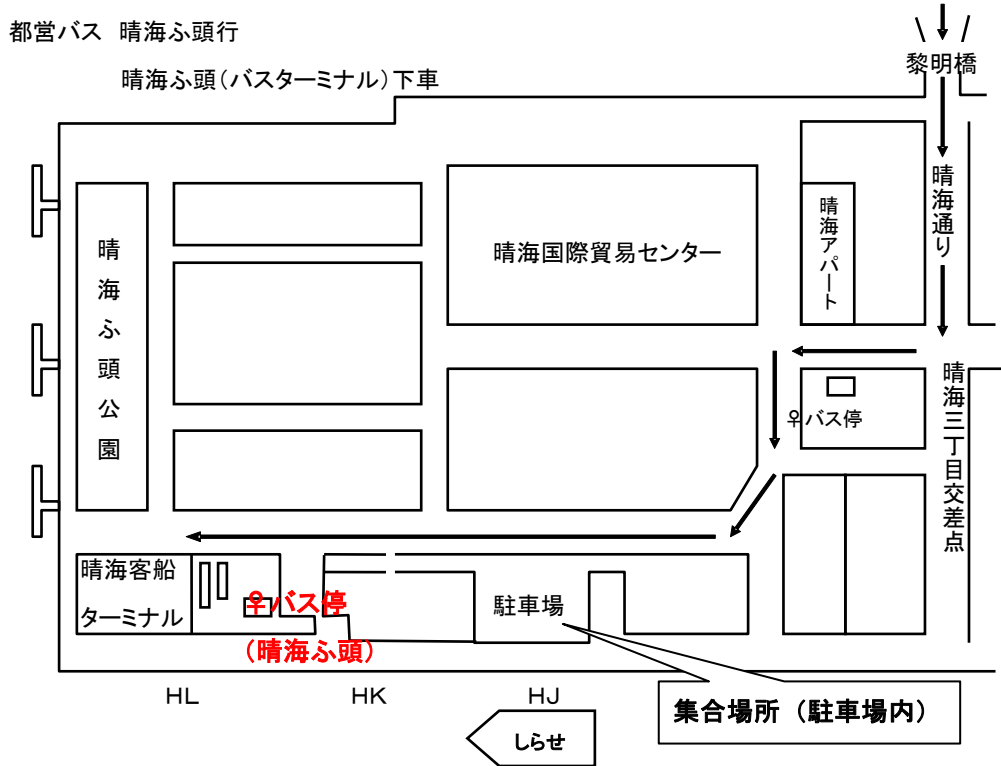 都営バス 晴海ふ頭行
晴海ふ頭(バスターミナル)下車
黎明橋
晴海通り
晴海アパート
晴海国際貿易センター
晴海ふ頭公園
晴海三丁目交差点
♀バス停
晴海客船
ターミナル
♀バス停
(晴海ふ頭)
駐車場
HL
HK
HJ
集合場所(駐車場内)
しらせ